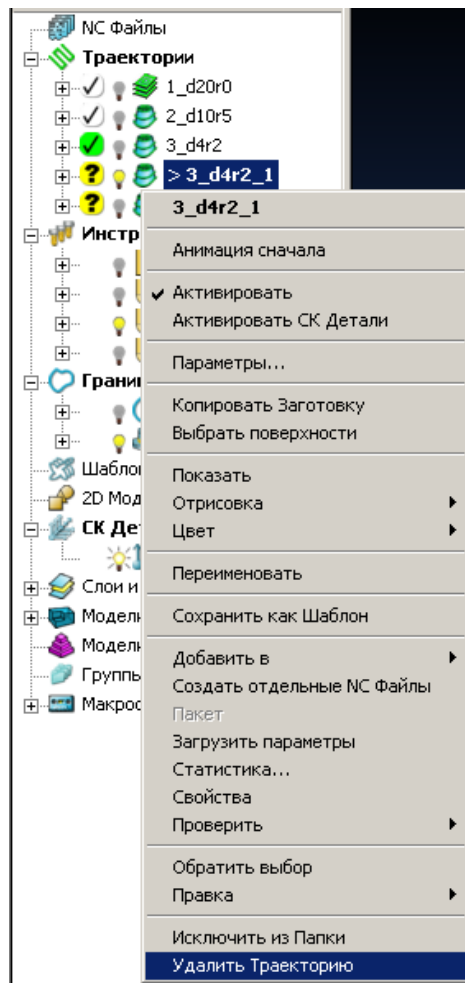 NC Файлы
Траектории
1_d20r0
2_d10r5
3_d4r2
> 3_d4r2_1
Инстр
Грани
Шабло
2D Мод
СК Де
Слои и
Модел
Модел
Группы
Макрос
3_d4r2_1
Анимация сначала
Активировать
Активировать СК Детали
Параметры...
Копировать Заготовку
Выбрать поверхности
Показать
Отрисовка
Цвет
Переименовать
Сохранить как Шаблон
Добавить в
Создать отдельные NC Файлы
Пакет
Загрузить параметры
Статистика...
Свойства
Проверить
Обратить выбор
Правка
Исключить из Папки
Удалить Траекторию